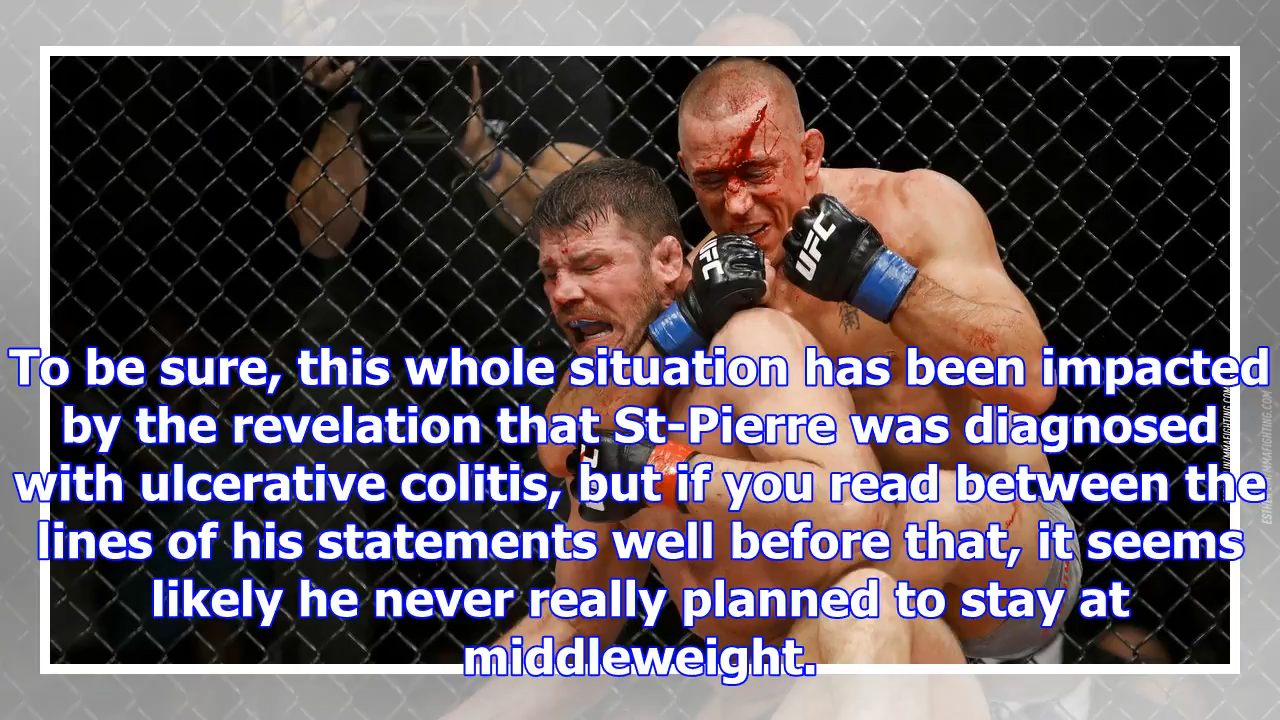 UFC
UFC
To be sure, this whole situation has been impacted
by the revelation that St-Pierre was diagnosed
with ulcerative colitis, but if you read between the
lines of his statements well before that, it seems
likely he never really planned to stay at
middleweight.